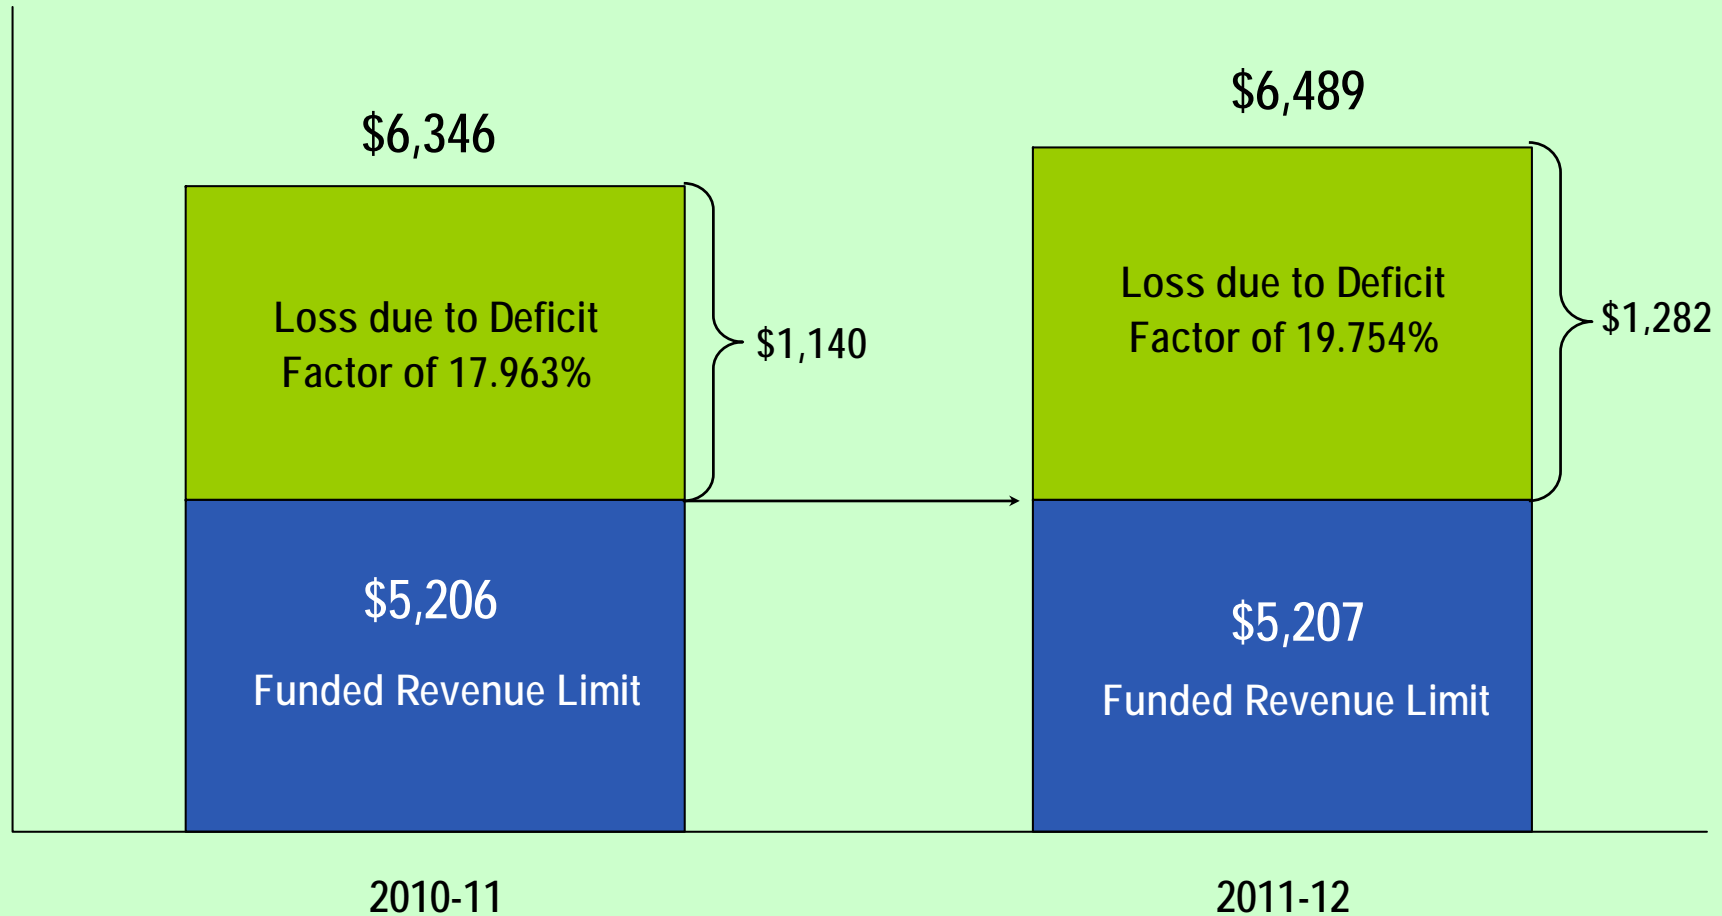 $6,346
Loss due to Deficit
Factor of 17.963%
$1,140
$5,206
Funded Revenue Limit
2010-11
$6,489
Loss due to Deficit
Factor of 19.754%
$1,282
$5,207
Funded Revenue Limit
2011-12